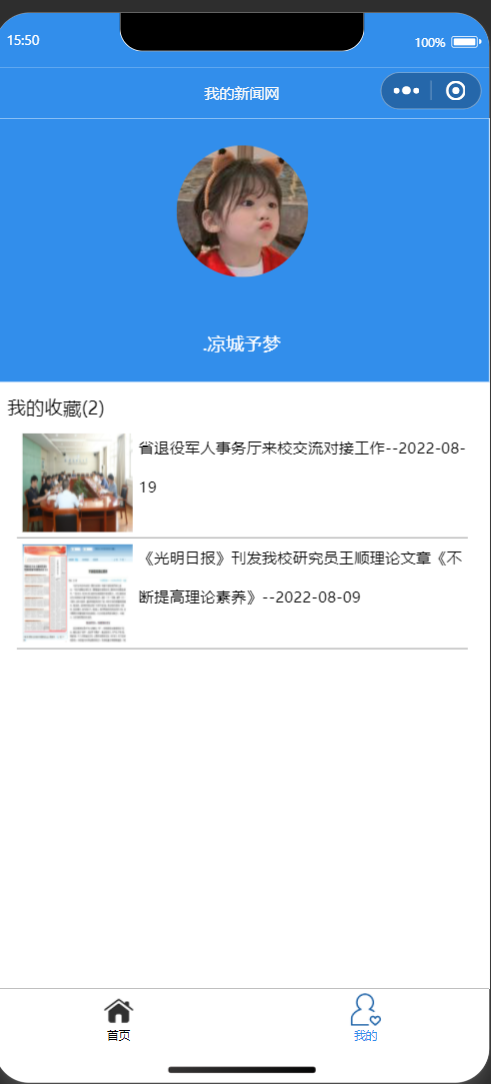 15:50
100%
我的新闻网
.凉城予梦
我的收藏(2)
省退役军人事务厅来校交流对接工作--2022-08-
19
《光明日报》刊发我校研究员王顺理论文章《不
断提高理论素养》--2022-08-09
首页
我的